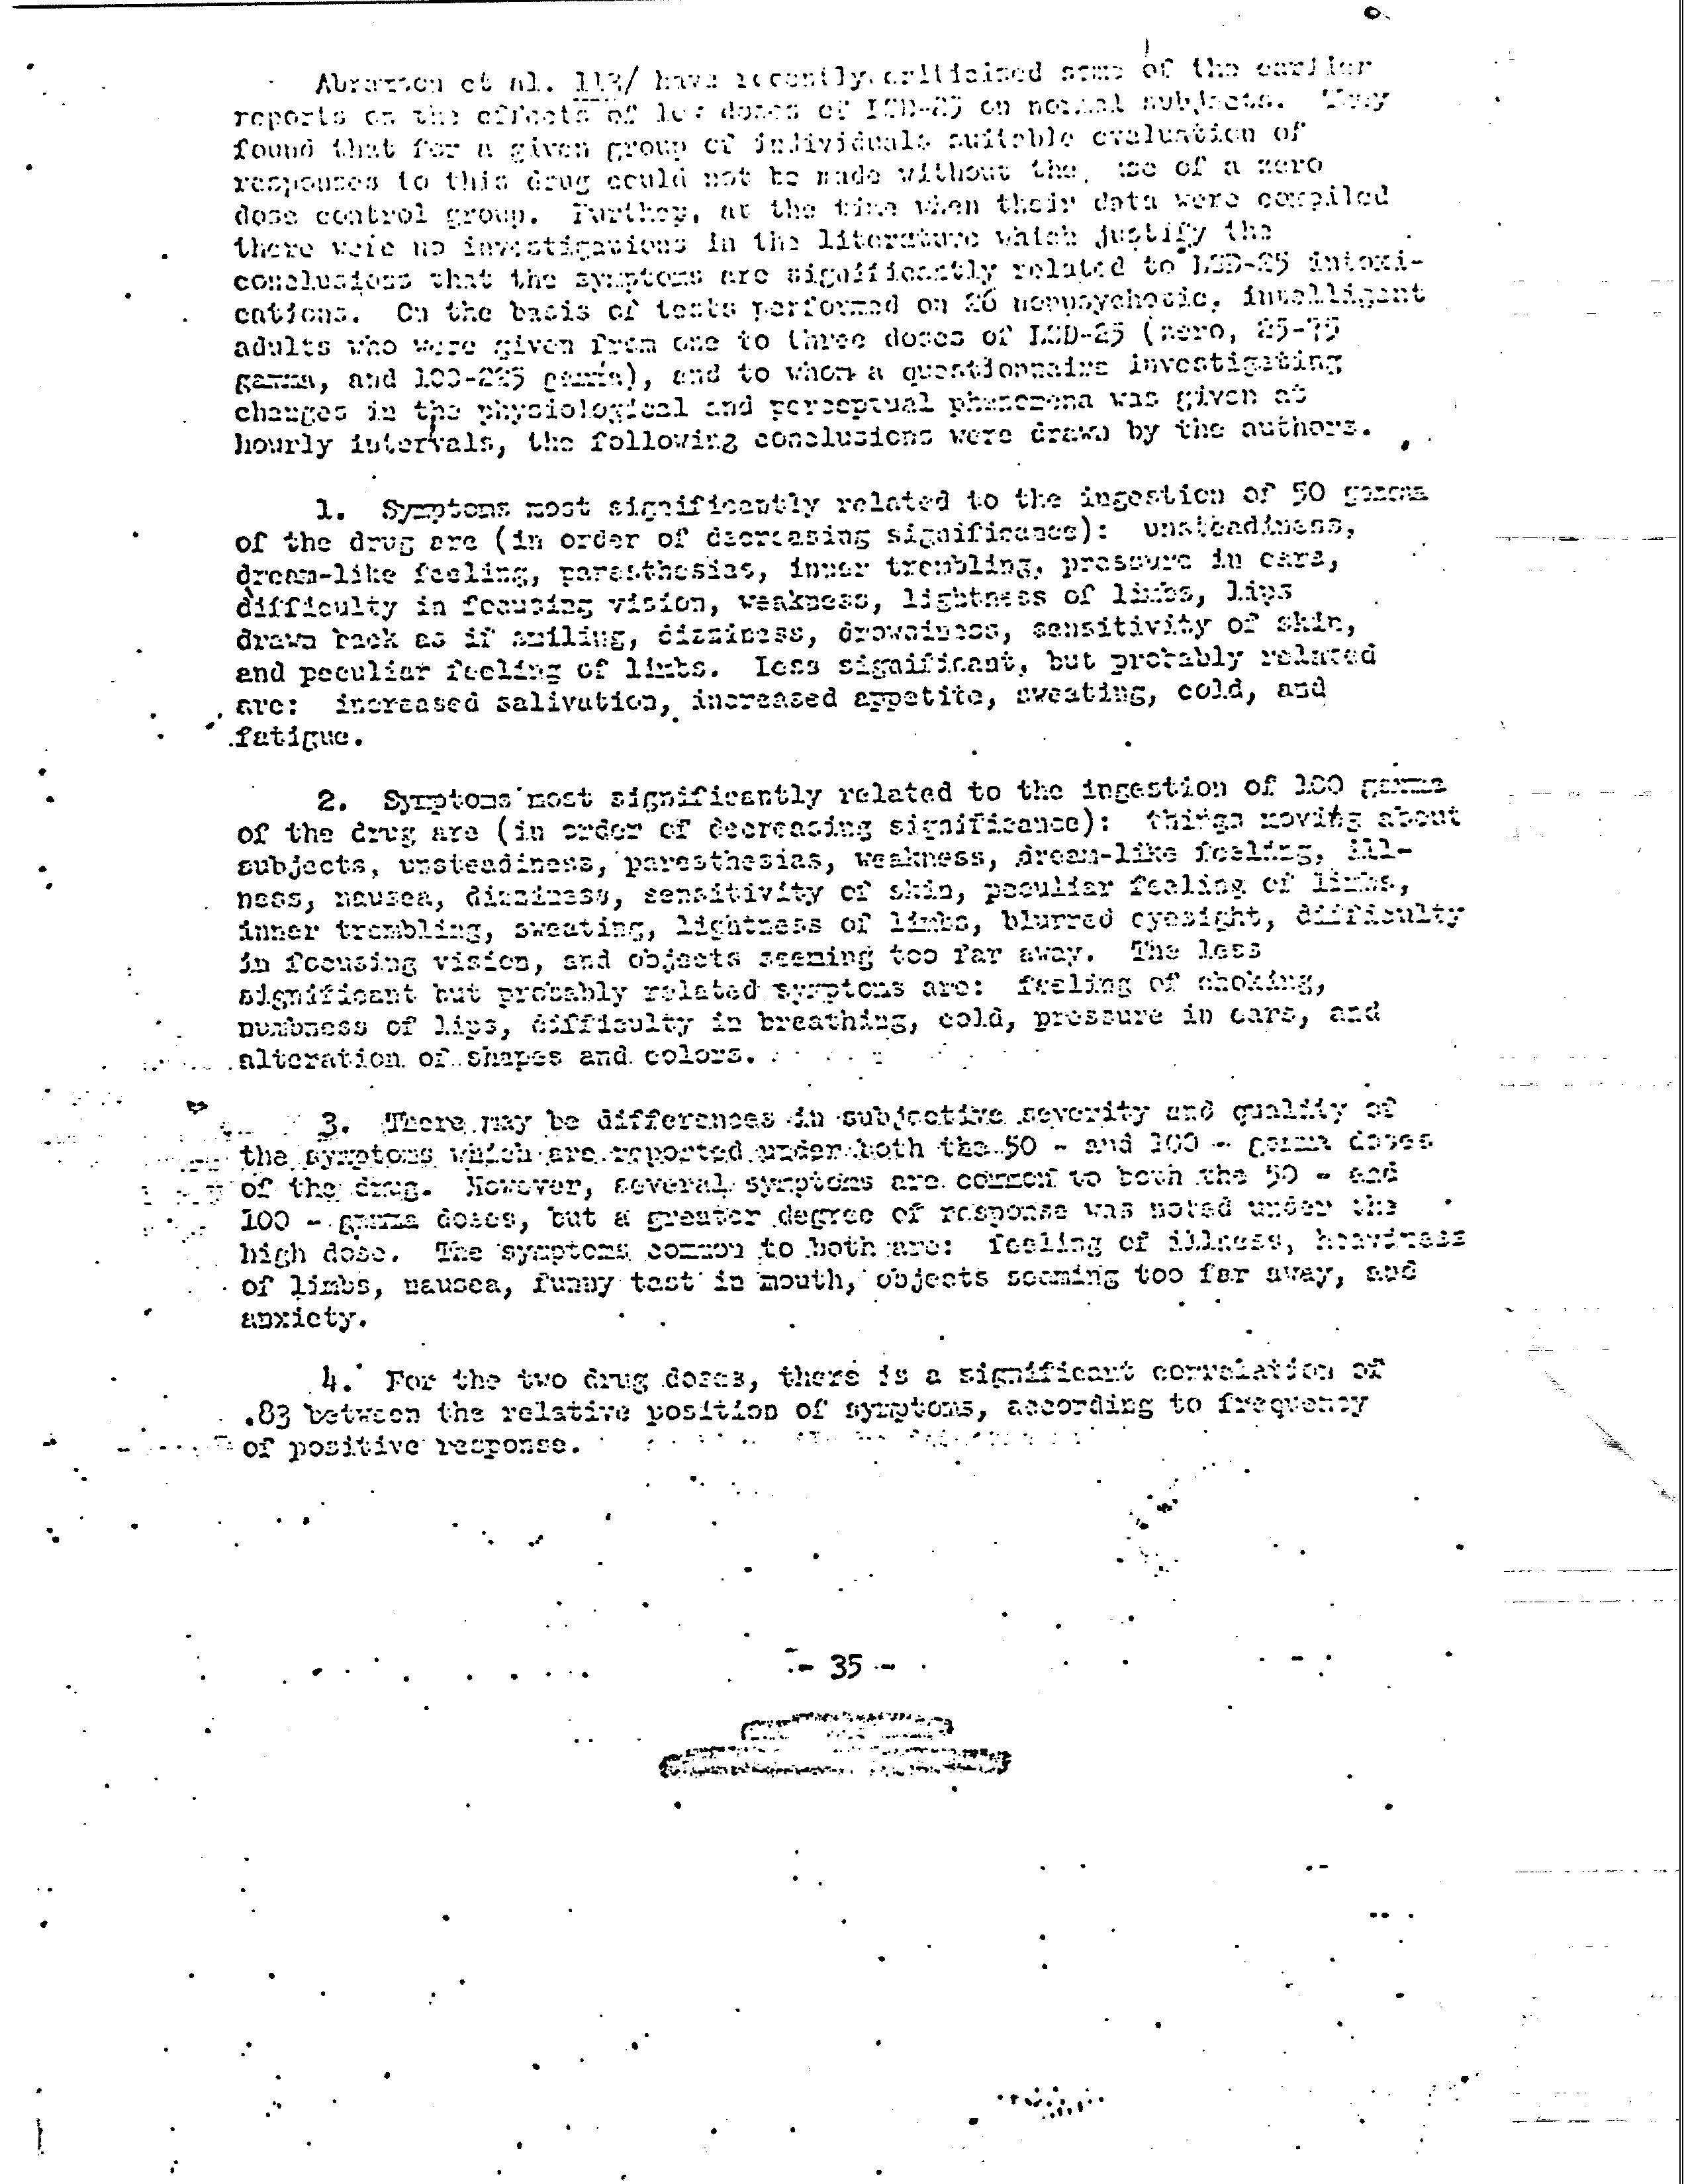 Abramson et al. 113/ have recently criticized some of the earlier
reports on the effects of low doses of LSD-25 on normal subjects. They
found that for a given group of individuals suitable evaluation of
responses to this drug could not be made without the use of a zero
dose control group. Further, at the time when their data were compiled
there were no investigations in the literature which justify the
conclusions that the symptoms are significantly related to LSD-25 intoxi-
cations. On the basis of tests performed on 26 nonpsychotic, intelligent
adults who were given from one to three doses of LSD-25 (zero, 25-75
gamma, and 100-225 gamma), and to whom a questionnaire investigating
changes in the physiological and perceptual phenomena was given at
hourly intervals, the following conclusions were drawn by the authors.
1. Symptoms most significantly related to the ingestion of 50 gamma
of the drug are (in order of decreasing significance): unsteadiness,
dream-like feeling, paresthesias, inner trembling, pressure in ears,
difficulty in focusing vision, weakness, lightness of limbs, lips
drawn back as if smiling, dizziness, drowsiness, sensitivity of skin,
and peculiar feeling of limbs. Less significant, but probably related
are: increased salivation, increased appetite, sweating, cold, and
fatigue.
2. Symptoms most significantly related to the ingestion of 100 gamma
of the drug are (in order of decreasing significance): things moving about
subjects, unsteadiness, paresthesias, weakness, dream-like feeling, ill-
ness, nausea, dizziness, sensitivity of skin, peculiar feeling of limbs,
inner trembling, sweating, lightness of limbs, blurred eyesight, difficulty
in focusing vision, and objects seeming too far away. The less
significant but probably related symptoms are: feeling of choking,
numbness of lips, difficulty in breathing, cold, pressure in ears, and
alteration of shapes and colors.
3. There may be differences in subjective severity and quality of
the symptoms which are reported under both the 50 - and 100 - gamma doses
of the drug. However, several symptoms are common to both the 50 - and
100 - gamma doses, but a greater degree of response was noted under the
high dose. The symptoms common to both are: feeling of illness, heaviness
of limbs, nausea, funny tast in mouth, objects seeming too far away, and
anxiety.
4. For the two drug doses, there is a significant correlation of
.83 between the relative position of symptoms, according to frequency
of positive response.
- 35 -